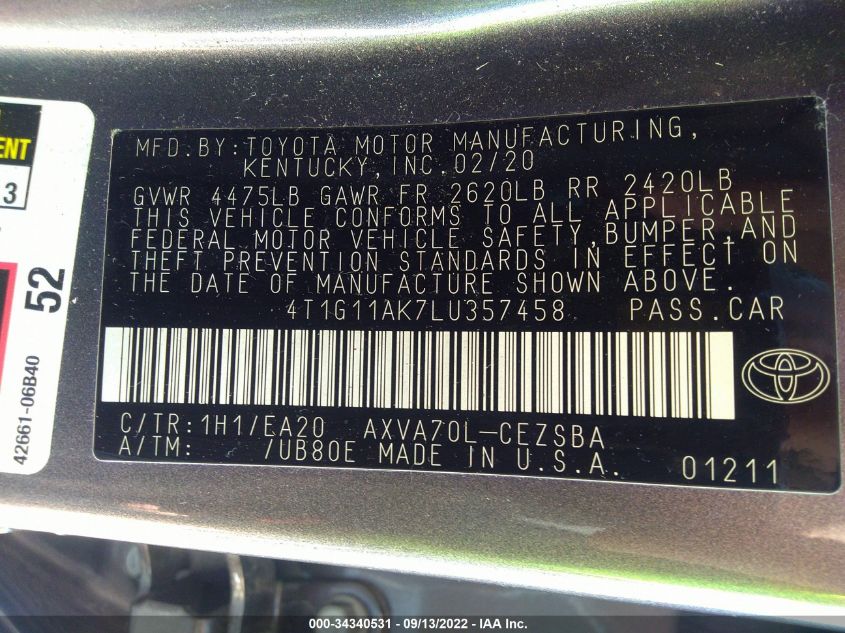 MFD.BY:TOYOTA MOTOR MANUFACTURING,
KENTUCKY,INC.02/20
GVWR 4475LB GAWR FR 2620LB RR 2420LB
THIS VEHICLE CONFORMS TO ALL APPLICABLE
FEDERAL MOTOR VEHICLE SAFETY,BUMPER,AND
THEFT PREVENTION STANDARDS IN EFFECT ON
THE DATE OF MANUFACTURE SHOWN ABOVE.
4T1G11AK7LU357458 PASS.CAR
C/TR:1H1/EA20 AXVA70L-CEZSBA
A/TM: /UB80E MADE IN U.S.A. 01211
3
52
42661-06B40
000-34340531 - 09/13/2022 - IAA Inc.